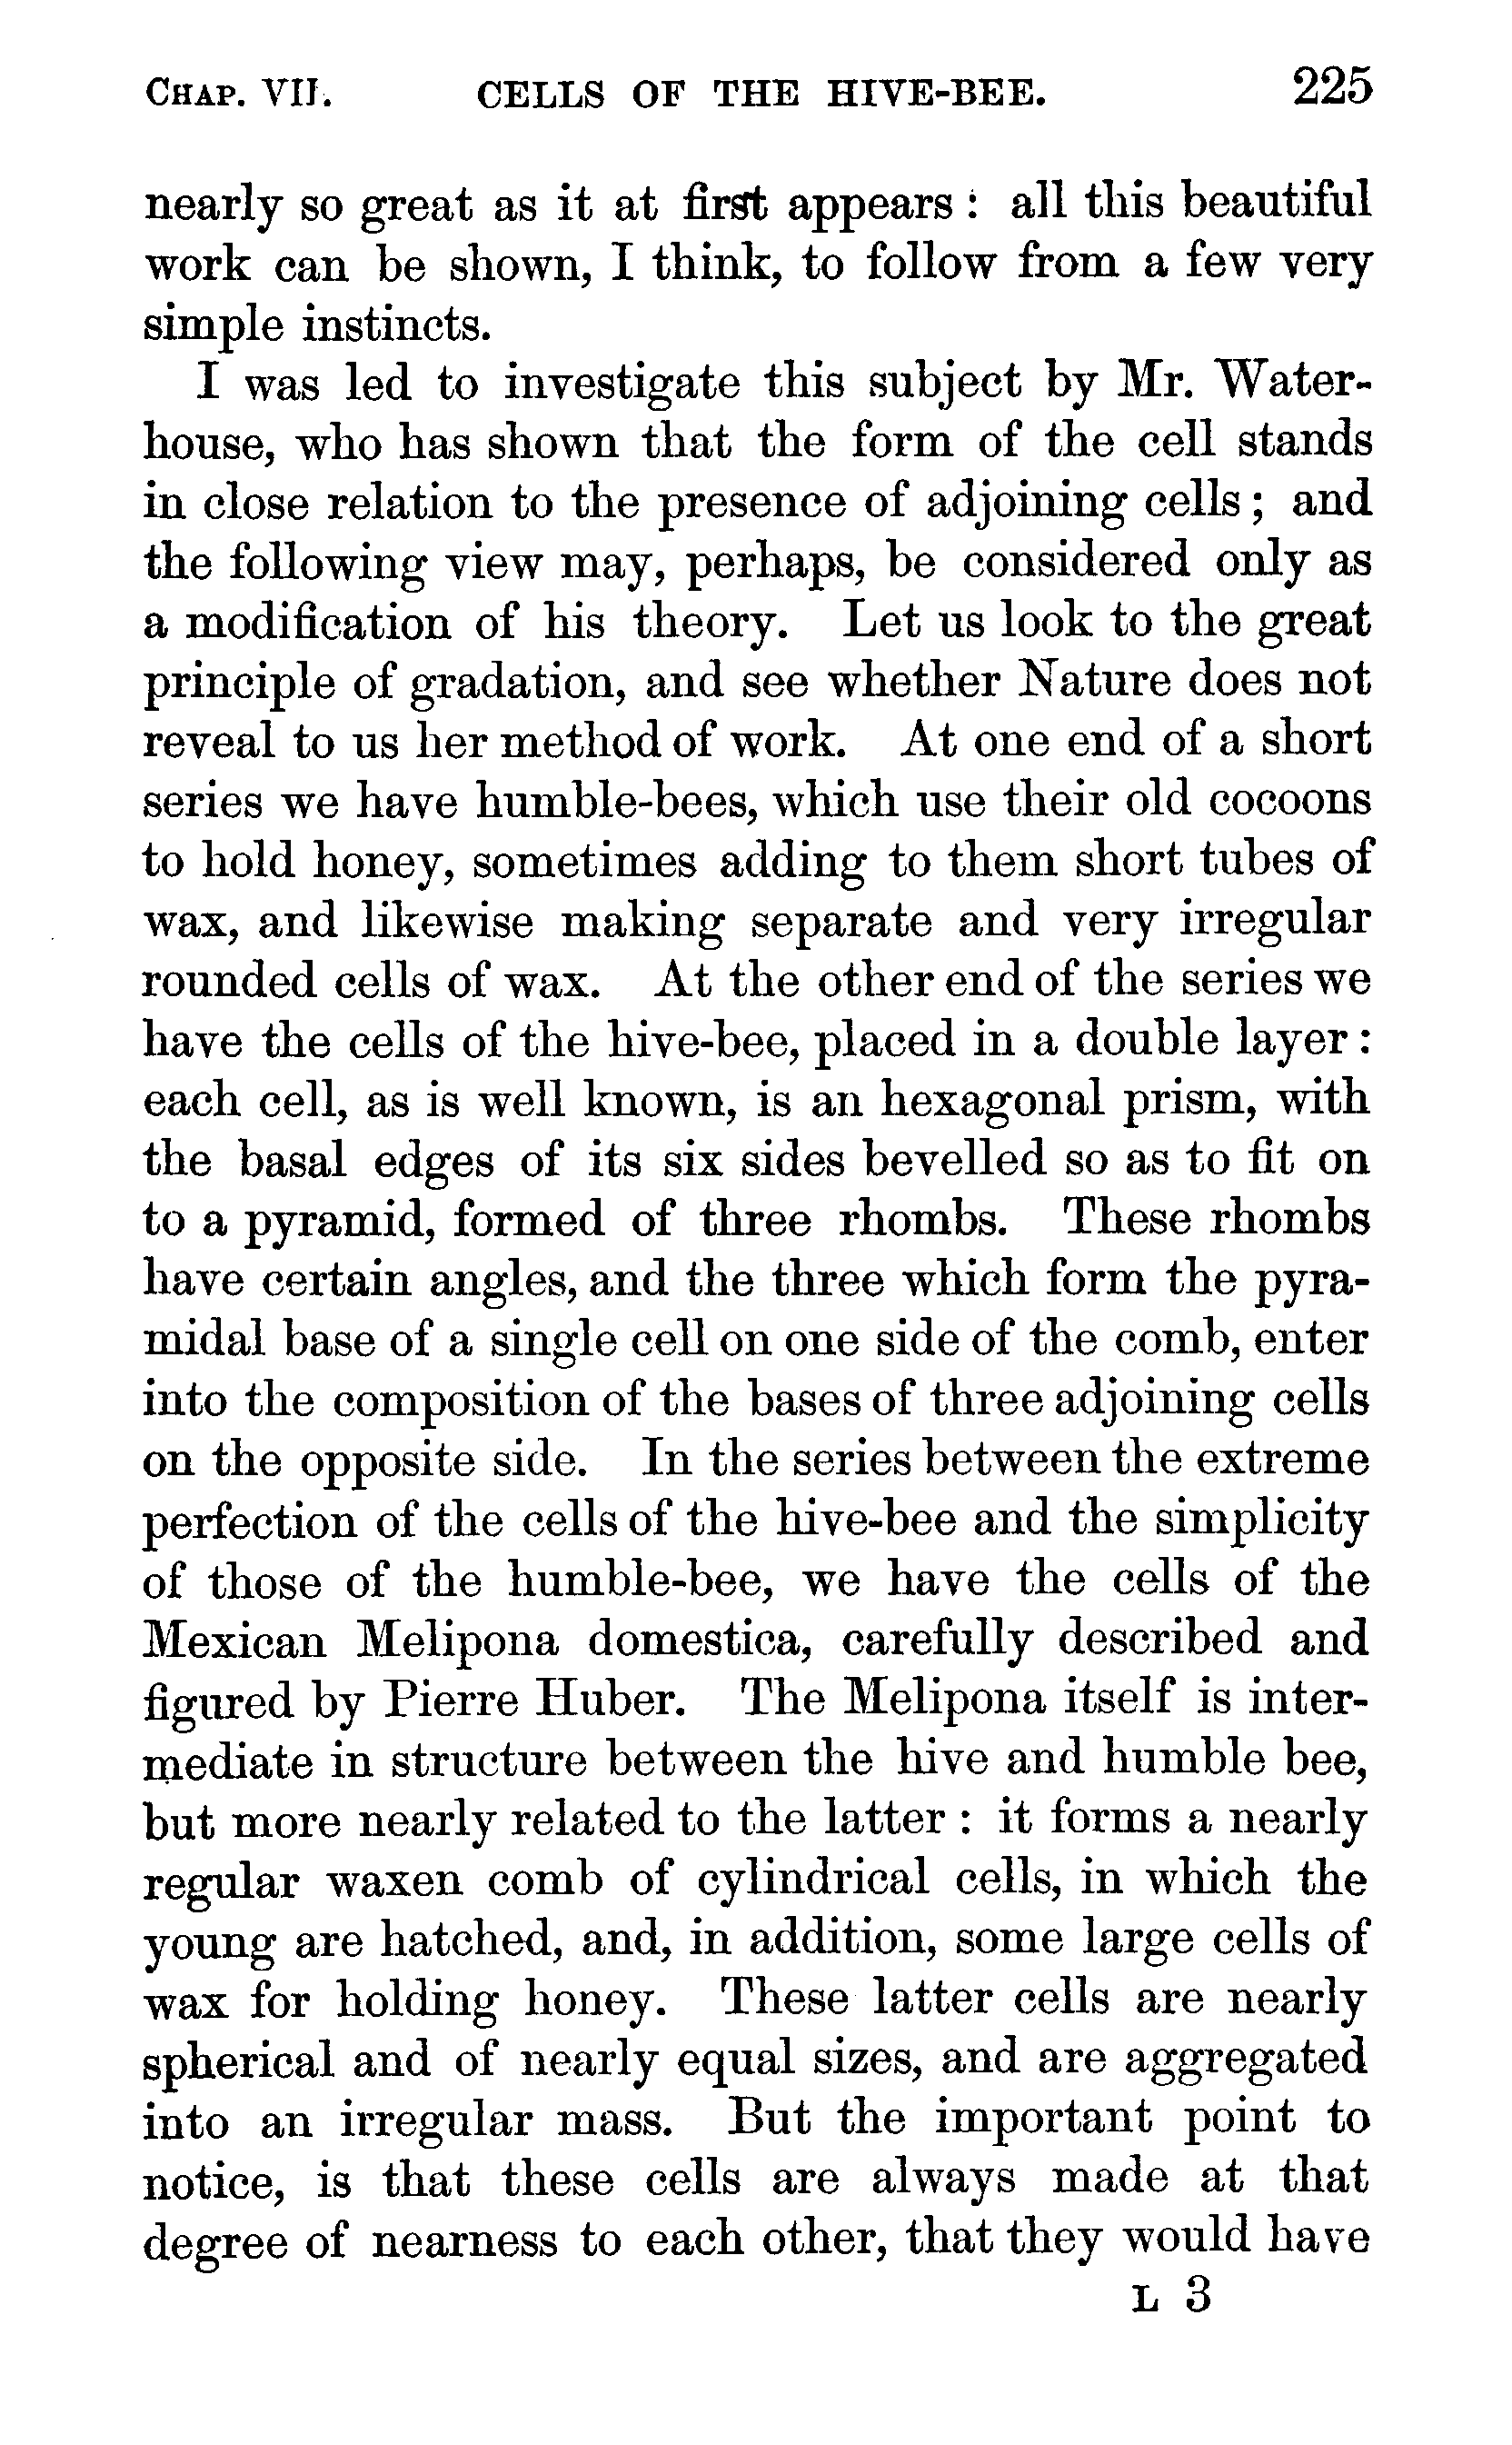 CHAP. VII. CELLS OF THE HIVE-BEE. 225
nearly so great as it at first appears : all this beautiful
work can be shown, I think, to follow from a few very
simple instincts.
I was led to investigate this subject by Mr. Water-
house, who has shown that the form of the cell stands
in close relation to the presence of adjoining cells ; and
the following view may, perhaps, be considered only as
a modification of his theory. Let us look to the great
principle of gradation, and see whether Nature does not
reveal to us her method of work. At one end of a short
series we have humble-bees, which use their old cocoons
to hold honey, sometimes adding to them short tubes of
wax, and likewise making separate and very irregular
rounded cells of wax. At the other end of the series we
have the cells of the hive-bee, placed in a double layer :
each cell, as is well known, is an hexagonal prism, with
the basal edges of its six sides bevelled so as to fit on
to a pyramid, formed of three rhombs. These rhombs
have certain angles, and the three which form the pyra-
midal base of a single cell on one side of the comb, enter
into the composition of the bases of three adjoining cells
on the opposite side. In the series between the extreme
perfection of the cells of the hive-bee and the simplicity
of those of the humble-bee, we have the cells of the
Mexican Melipona domestica, carefully described and
figured by Pierre Huber. The Melipona itself is inter-
mediate in structure between the hive and humble bee,
but more nearly related to the latter : it forms a nearly
regular waxen comb of cylindrical cells, in which the
young are hatched, and, in addition, some large cells of
wax for holding honey. These latter cells are nearly
spherical and of nearly equal sizes, and are aggregated
into an irregular mass. But the important point to
notice, is that these cells are always made at that
degree of nearness to each other, that they would have
L 3